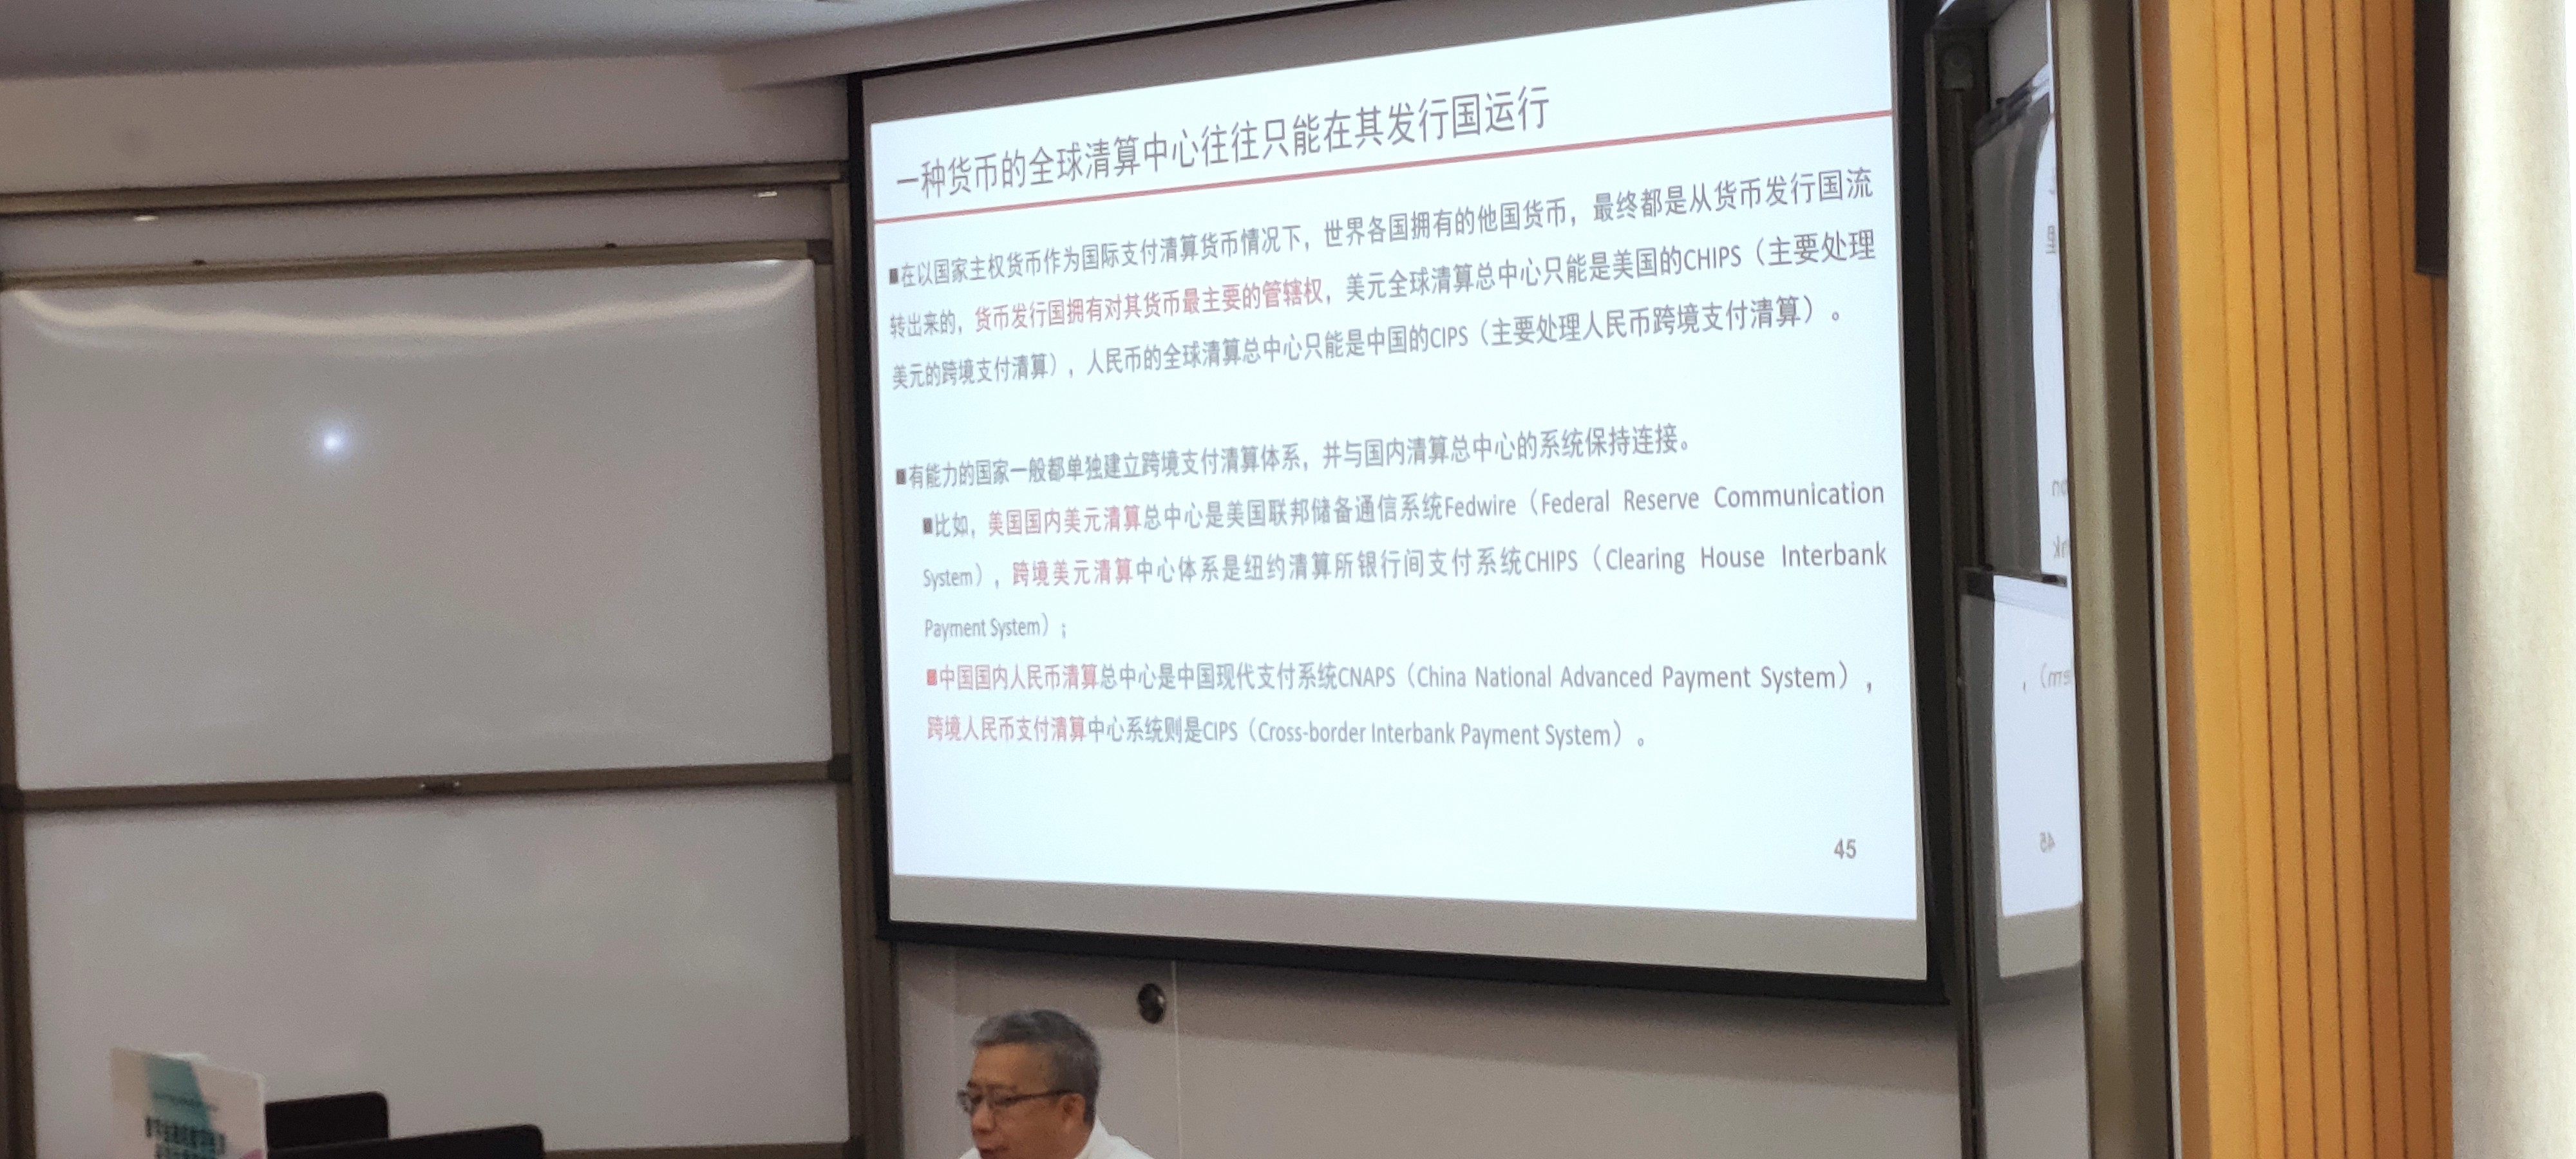 一种货币的全球清算中心往往只能在其发行国运行
■在以国家主权货币作为国际支付清算货币情况下，世界各国拥有的他国货币，最终都是从货币发行国流
转出来的，货币发行国拥有对其货币最主要的管辖权，美元全球清算总中心只能是美国的CHIPS（主要处理
美元的跨境支付清算），人民币的全球清算总中心只能是中国的CIPS（主要处理人民币跨境支付清算）。
■有能力的国家一般都单独建立跨境支付清算体系，并与国内清算总中心的系统保持连接。
■比如，美国国内美元清算总中心是美国联邦储备通信系统Fedwire（Federal Reserve Communication
System），跨境美元清算中心体系是纽约清算所银行间支付系统CHIPS（Clearing House Interbank
Payment System）；
■中国国内人民币清算总中心是中国现代支付系统CNAPS（China National Advanced Payment System），
跨境人民币支付清算中心系统则是CIPS（Cross-border Interbank Payment System）。
45